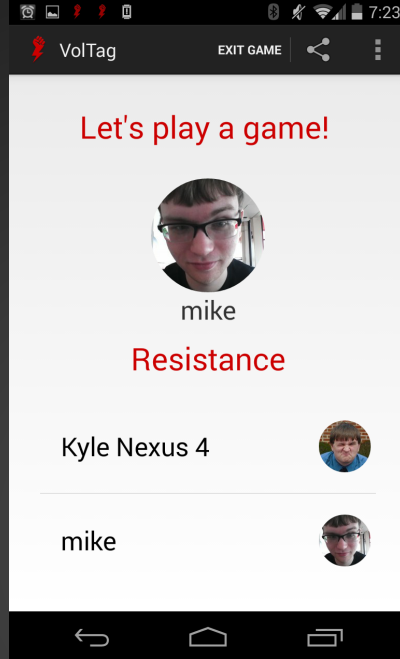 7:23
VolTag EXIT GAME
Let's play a game!
mike
Resistance
Kyle Nexus 4
mike